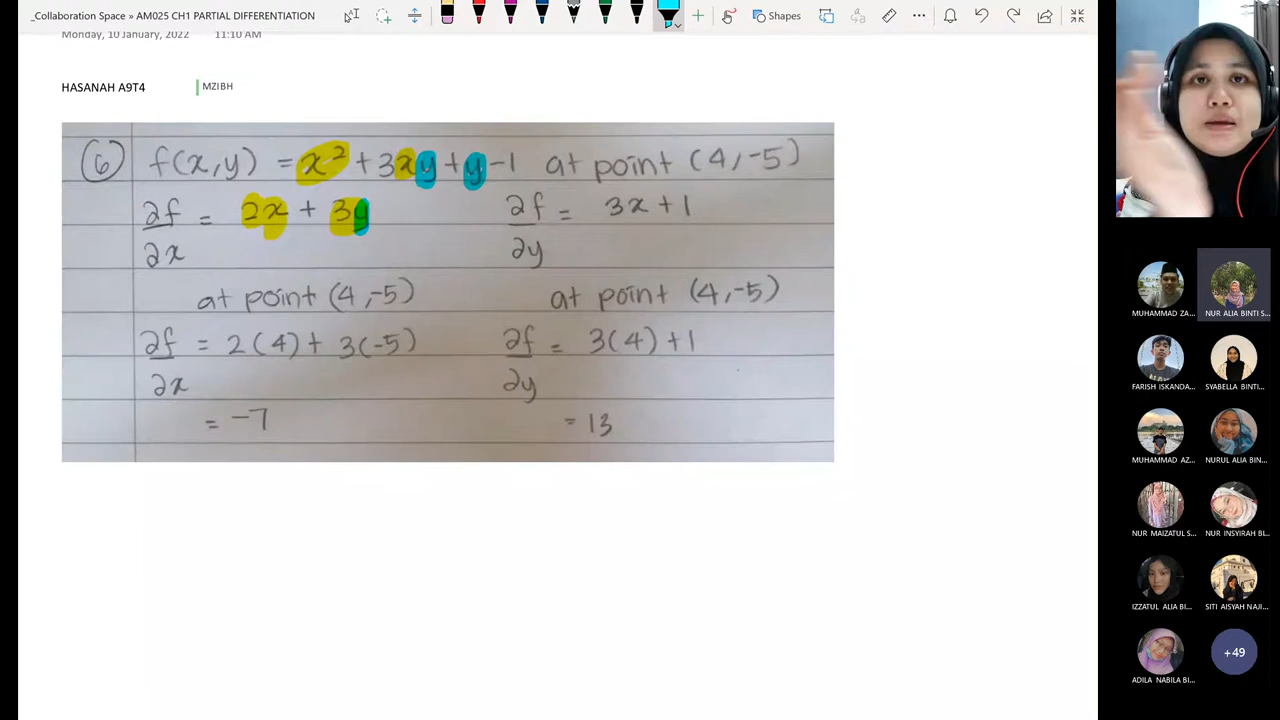 _Collaboration Space » AM025 CH1 PARTIAL DIFFERENTIATION
Shapes
Monday, 10 January, 2022 11:10 AM
HASANAH A9T4
MZIBH
⑥ f(x,y) = x² + 3xy + y - 1 at point (4,-5)
∂f/∂x = 2x + 3y
∂f/∂y = 3x + 1
at point (4,-5)
at point (4,-5)
∂f/∂x = 2(4) + 3(-5)
∂f/∂y = 3(4) + 1
= -7
= 13
MUHAMMAD ZA...
NUR ALIA BINTI S...
FARISH ISKANDA...
SYABELLA BINTI...
MUHAMMAD AZ...
NURUL ALIA BIN...
NUR MAIZATUL S...
NUR INSYIRAH BI...
IZZATUL ALIA BI...
SITI AISYAH NAJI...
ADILA NABILA BI...
+49